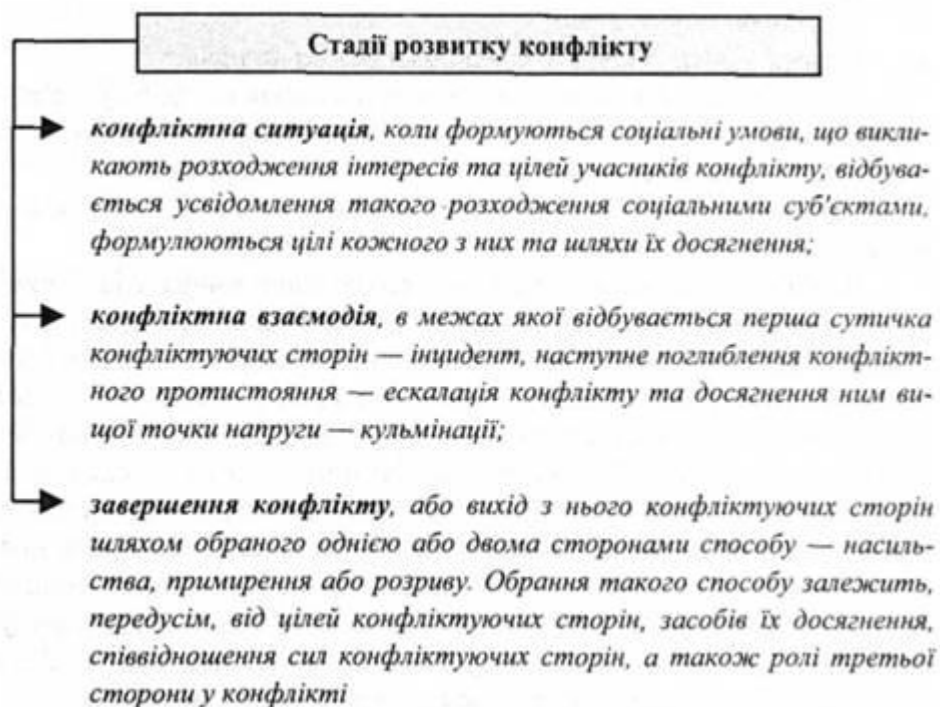 Стадії розвитку конфлікту
конфліктна ситуація, коли формуються соціальні умови, що викли-
кають розходження інтересів та цілей учасників конфлікту, відбува-
ється усвідомлення такого розходження соціальними суб'єктами,
формулюються цілі кожного з них та шляхи їх досягнення;
конфліктна взаємодія, в межах якої відбувається перша сутичка
конфліктуючих сторін — інцидент, наступне поглиблення конфлікт-
ного протистояння — ескалація конфлікту та досягнення ним ви-
щої точки напруги — кульмінації;
завершення конфлікту, або вихід з нього конфліктуючих сторін
шляхом обраного однією або двома сторонами способу — насиль-
ства, примирення або розриву. Обрання такого способу залежить,
передусім, від цілей конфліктуючих сторін, засобів їх досягнення,
співвідношення сил конфліктуючих сторін, а також ролі третьої
сторони у конфлікті